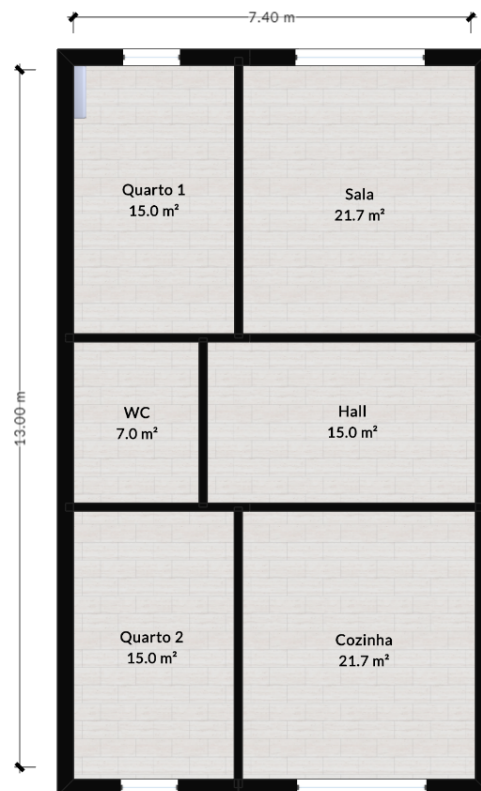 7.40 m
13.00 m
Quarto 1
15.0 m²
Sala
21.7 m²
WC
7.0 m²
Hall
15.0 m²
Quarto 2
15.0 m²
Cozinha
21.7 m²